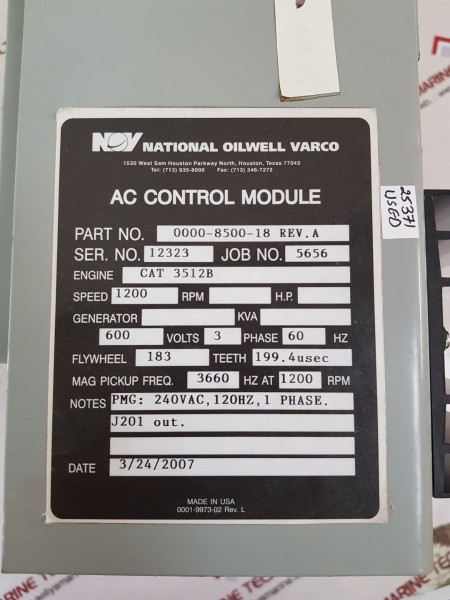 NOV NATIONAL OILWELL VARCO
1530 West Sam Houston Parkway North, Houston, Texas 77043
Tel: (713) 935-8000 Fax: (713) 346-7272
AC CONTROL MODULE
PART NO. 0000-8500-18 REV.A
SER. NO. 12323 JOB NO. 5656
ENGINE CAT 3512B
SPEED 1200 RPM H.P.
GENERATOR KVA
600 VOLTS 3 PHASE 60 HZ
FLYWHEEL 183 TEETH 199.4usec
MAG PICKUP FREQ. 3660 HZ AT 1200 RPM
NOTES PMG: 240VAC,120HZ,1 PHASE.
J201 out.
DATE 3/24/2007
MADE IN USA
0001-9973-02 Rev. L
25371
USED